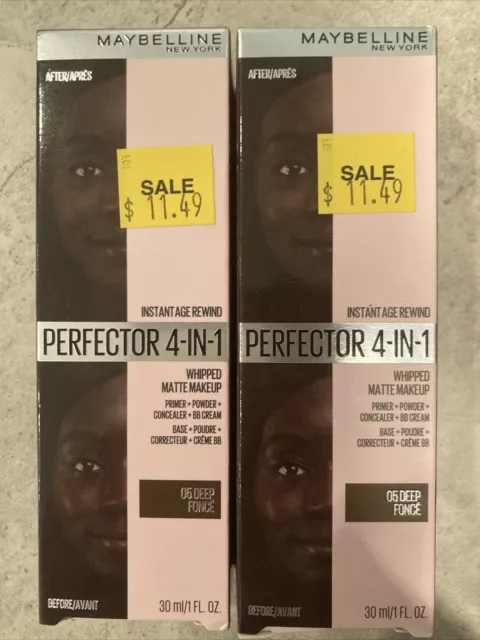 MAYBELLINE
NEW YORK
AFTER/APRÈS
103
SALE
$ 11.49
INSTANT AGE REWIND
PERFECTOR 4-IN-1
WHIPPED
MATTE MAKEUP
PRIMER + POWDER +
CONCEALER + BB CREAM
BASE + POUDRE +
CORRECTEUR + CRÈME BB
05 DEEP
FONCÉ
BEFORE/AVANT
30 ml/1 FL. OZ.
MAYBELLINE
NEW YORK
AFTER/APRÈS
103
SALE
$ 11.49
INSTANT AGE REWIND
PERFECTOR 4-IN-1
WHIPPED
MATTE MAKEUP
PRIMER + POWDER +
CONCEALER + BB CREAM
BASE + POUDRE +
CORRECTEUR + CRÈME BB
05 DEEP
FONCÉ
BEFORE/AVANT
30 ml/1 FL. OZ.